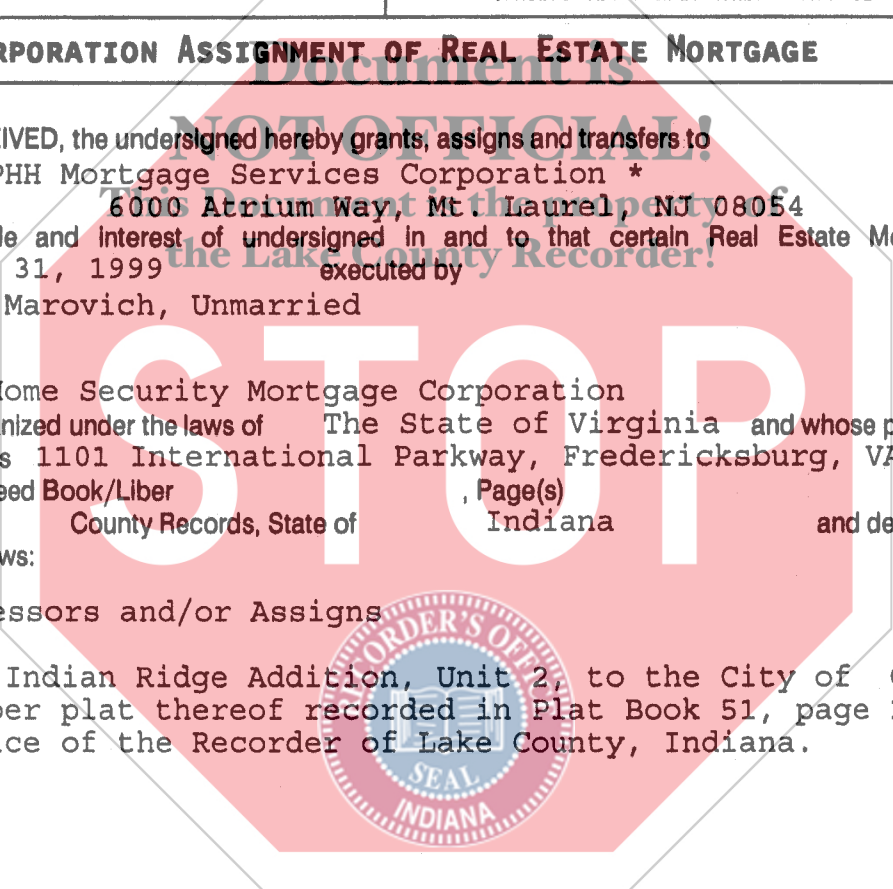 RPORATION ASSIGNMENT OF REAL ESTATE MORTGAGE
Document is
EIVED, the undersigned hereby grants, assigns and transfers to
NOT OFFICIAL!
PHH Mortgage Services Corporation *
This Document is the property of
6000 Atrium Way, Mt. Laurel, NJ 08054
le and interest of undersigned in and to that certain Real Estate Mo
the Lake County Recorder!
31, 1999 executed by
Marovich, Unmarried
STOP
Home Security Mortgage Corporation
nized under the laws of The State of Virginia and whose p
s 1101 International Parkway, Fredericksburg, VA
eed Book/Liber , Page(s)
County Records, State of Indiana and de
ws:
essors and/or Assigns
RECORDER'S OFFIC
Indian Ridge Addition, Unit 2, to the City of
per plat thereof recorded in Plat Book 51, page
ice of the Recorder of Lake County, Indiana.
SEAL
INDIANA